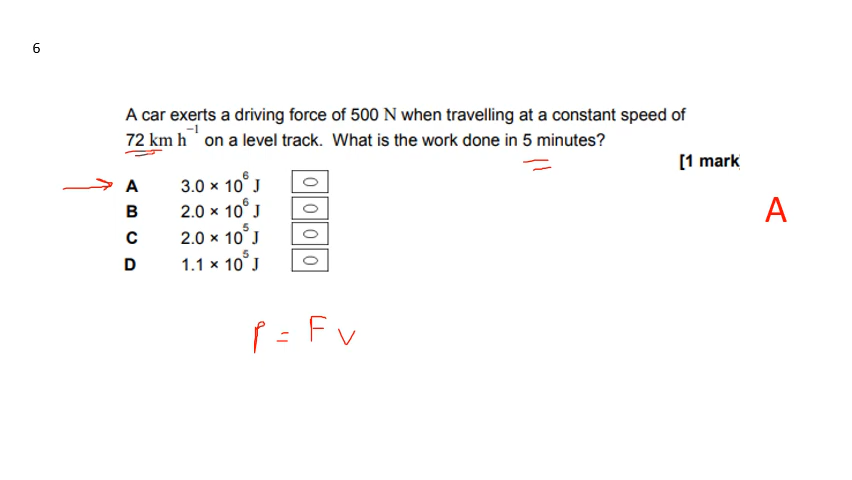 6
A car exerts a driving force of 500 N when travelling at a constant speed of
72 km h⁻¹ on a level track. What is the work done in 5 minutes?
[1 mark
A 3.0 × 10⁶ J
B 2.0 × 10⁶ J
C 2.0 × 10⁵ J
D 1.1 × 10⁵ J
A
P = F v